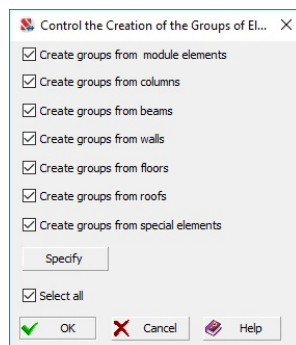 Control the Creation of the Groups of El...
Create groups from module elements
Create groups from columns
Create groups from beams
Create groups from walls
Create groups from floors
Create groups from roofs
Create groups from special elements
Specify
Select all
OK Cancel Help